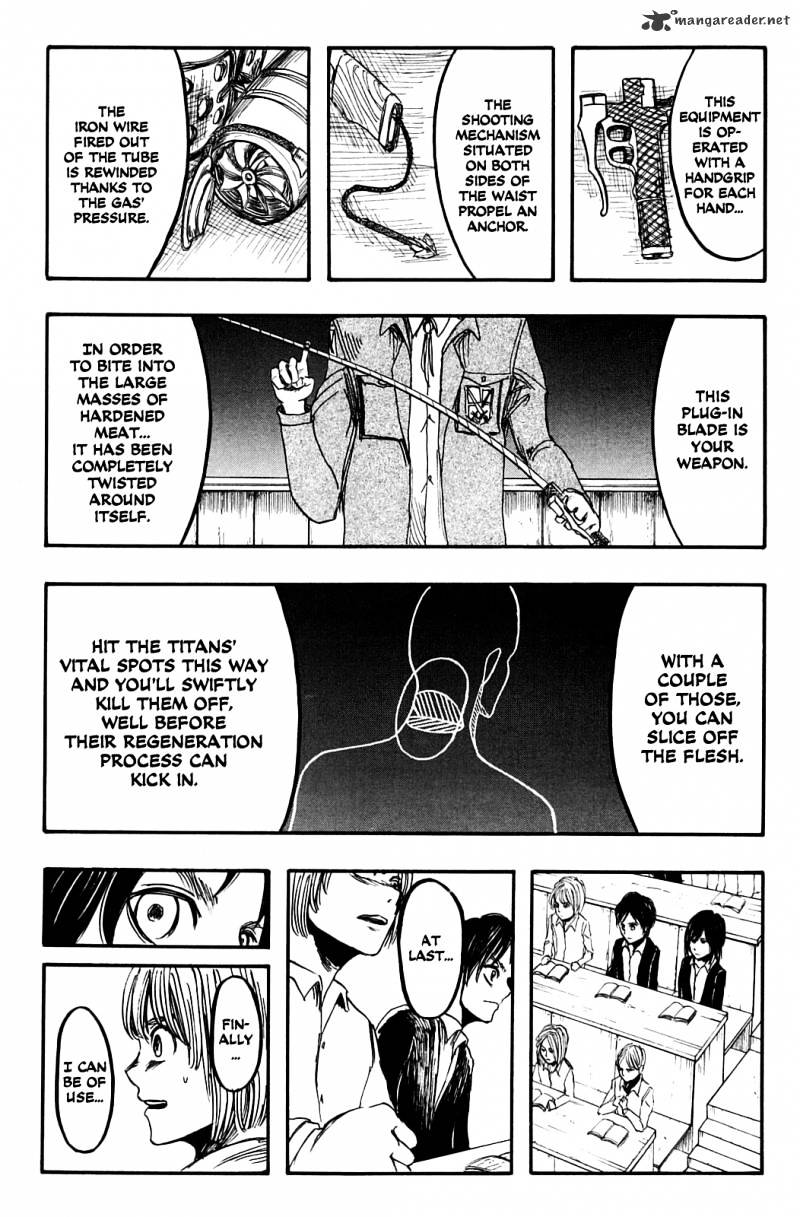 mangareader.net
THIS
EQUIPMENT
IS OP-
ERATED
WITH A
HANDGRIP
FOR EACH
HAND...
THE
SHOOTING
MECHANISM
SITUATED
ON BOTH
SIDES OF
THE WAIST
PROPEL AN
ANCHOR.
THE
IRON WIRE
FIRED OUT
OF THE TUBE
IS REWINDED
THANKS TO
THE GAS'
PRESSURE.
THIS
PLUG-IN
BLADE IS
YOUR
WEAPON.
IN ORDER
TO BITE INTO
THE LARGE
MASSES OF
HARDENED
MEAT...
IT HAS BEEN
COMPLETELY
TWISTED
AROUND
ITSELF.
WITH A
COUPLE
OF THOSE,
YOU CAN
SLICE OFF
THE FLESH.
HIT THE TITANS'
VITAL SPOTS THIS WAY
AND YOU'LL SWIFTLY
KILL THEM OFF,
WELL BEFORE
THEIR REGENERATION
PROCESS CAN
KICK IN.
AT
LAST...
FIN-
ALLY
...
I CAN
BE OF
USE...